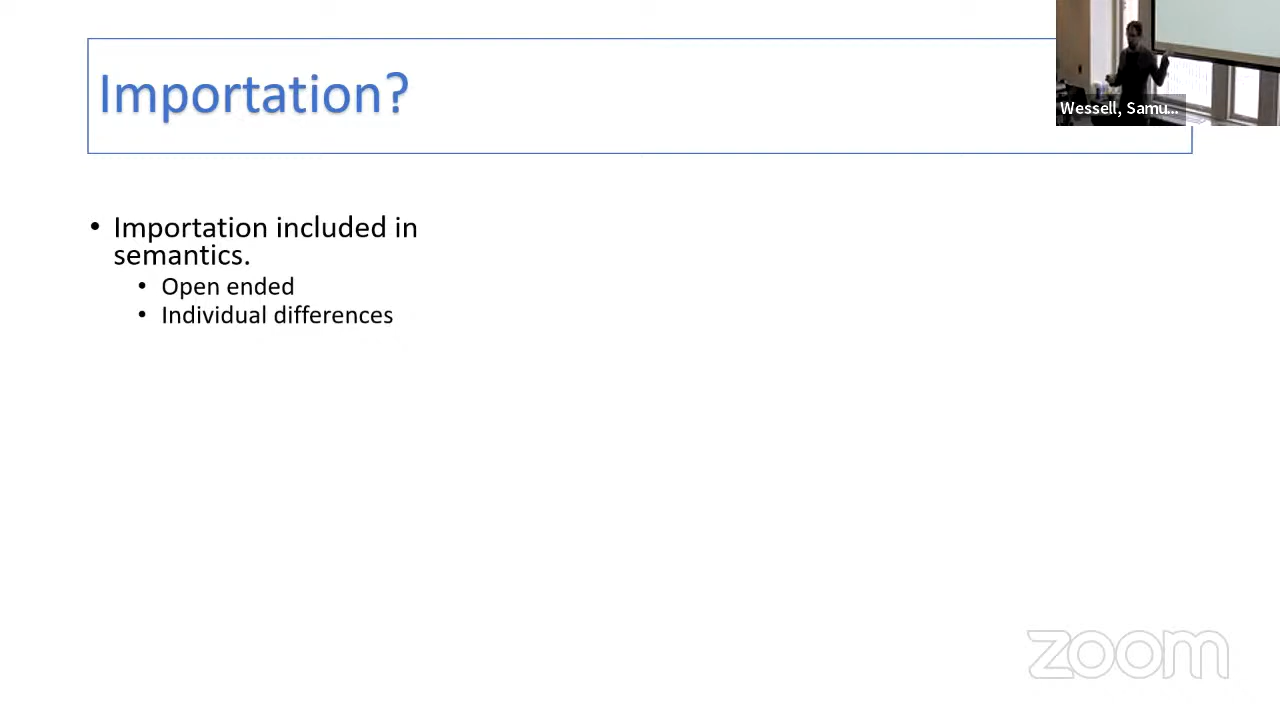 Importation?
Wessell, Samu...
• Importation included in
semantics.
• Open ended
• Individual differences
zoom